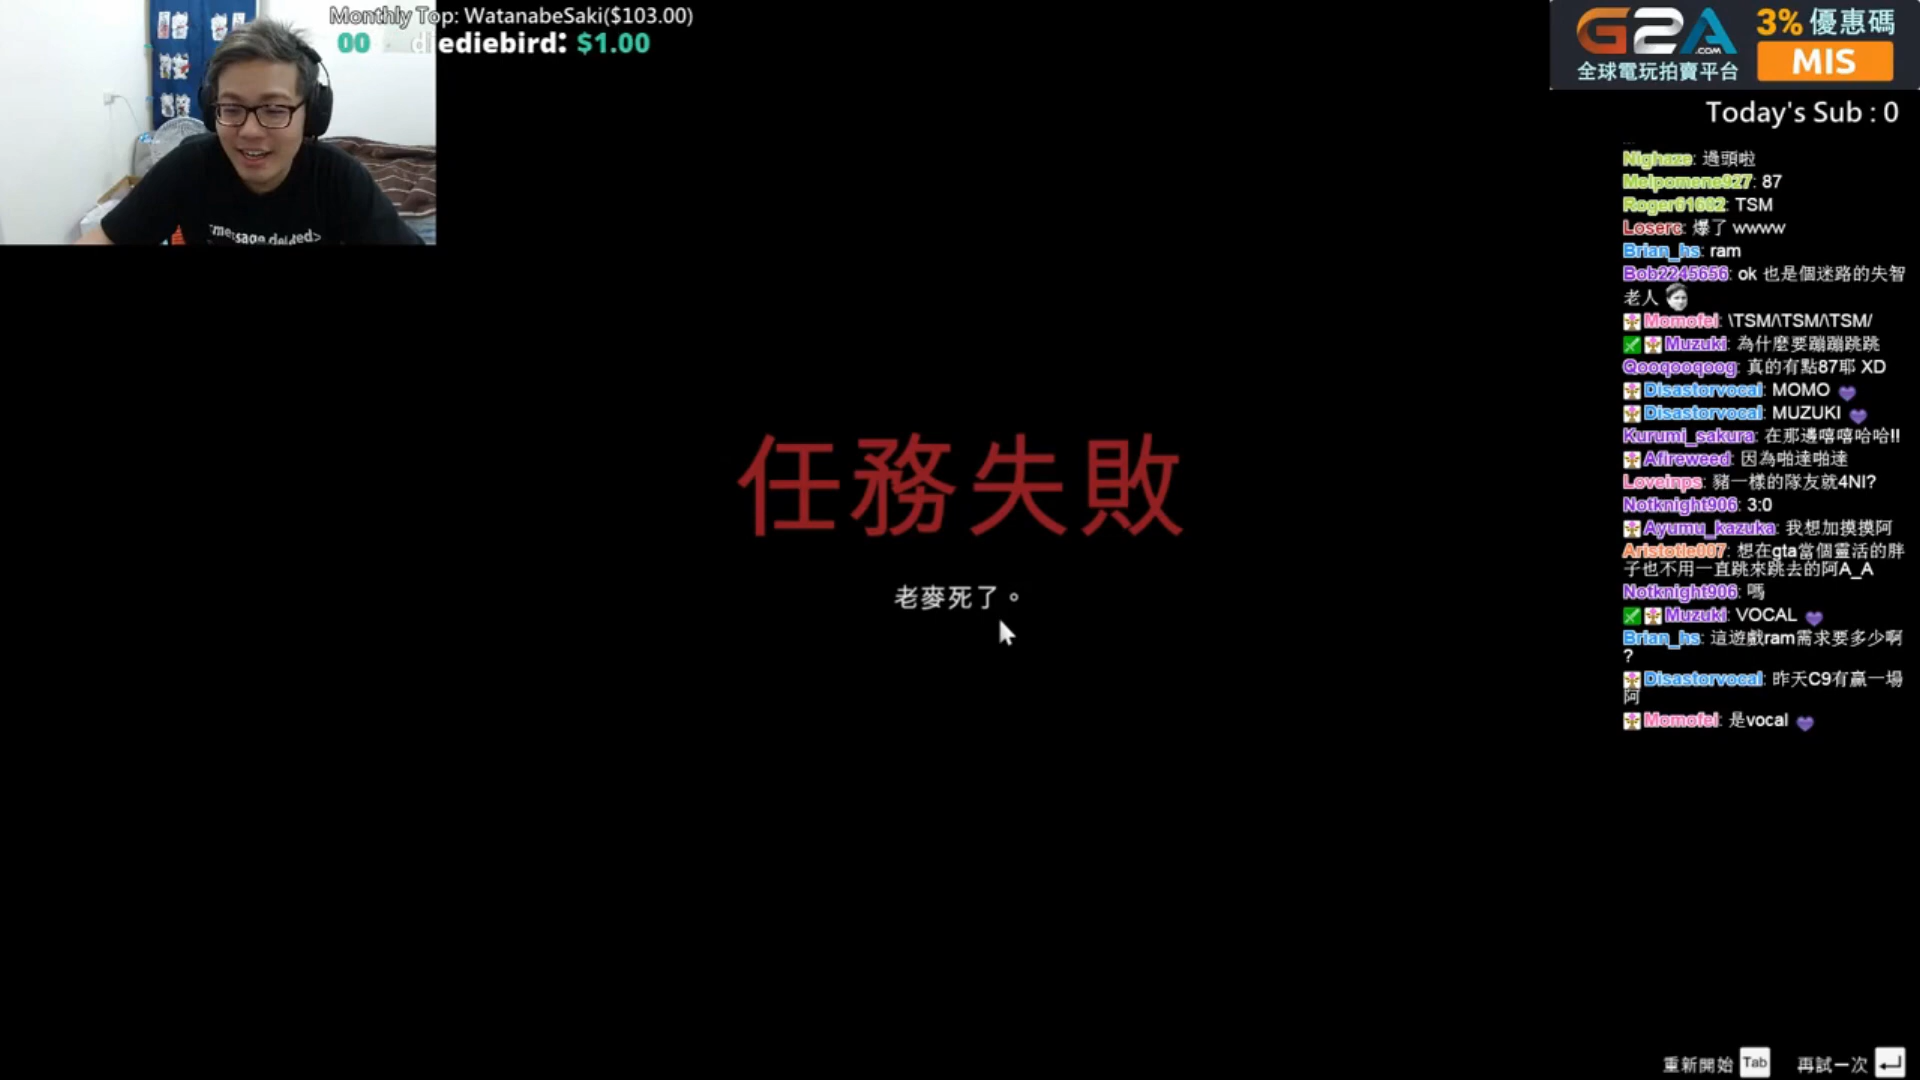 Monthly Top: WatanabeSaki($103.00)
00
ediebird: $1.00
"message deleted>
G2A.COM
全球電玩拍賣平台
3% 優惠碼
MIS
Today's Sub : 0
Nighaze: 過頭啦
Melpomene927: 87
Roger61602: TSM
Loserc: 爆了 wwww
Brian_hs: ram
Bob2245656: ok 也是個迷路的失智
老人
Momofei: \TSM/\TSM/\TSM/
Muzuki: 為什麼要蹦蹦跳跳
Qooqooqoog: 真的有點87耶 XD
Disastorvocal: MOMO
Disastorvocal: MUZUKI
Kurumi_sakura: 在那邊嘻嘻哈哈!!
Afireweed: 因為啪達啪達
Loveinps: 豬一樣的隊友就4NI?
Notknight906: 3:0
Ayumu_kazuka: 我想加摸摸阿
Aristotle007: 想在gta當個靈活的胖
子也不用一直跳來跳去的阿A_A
Notknight906: 嗎
Muzuki: VOCAL
Brian_hs: 這遊戲ram需求要多少啊
?
Disastorvocal: 昨天C9有贏一場
阿
Momofei: 是vocal
任務失敗
老麥死了。
重新開始 Tab 再試一次